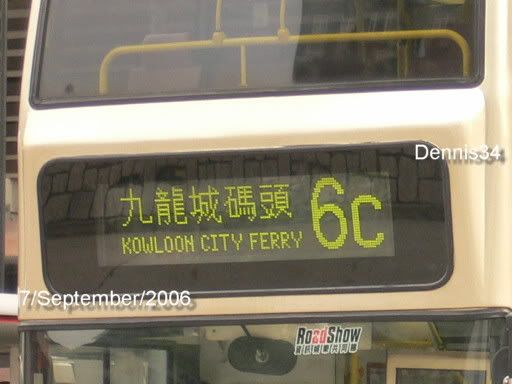 Dennis34
九龍城碼頭 6C
KOWLOON CITY FERRY
7/September/2006
RoadShow